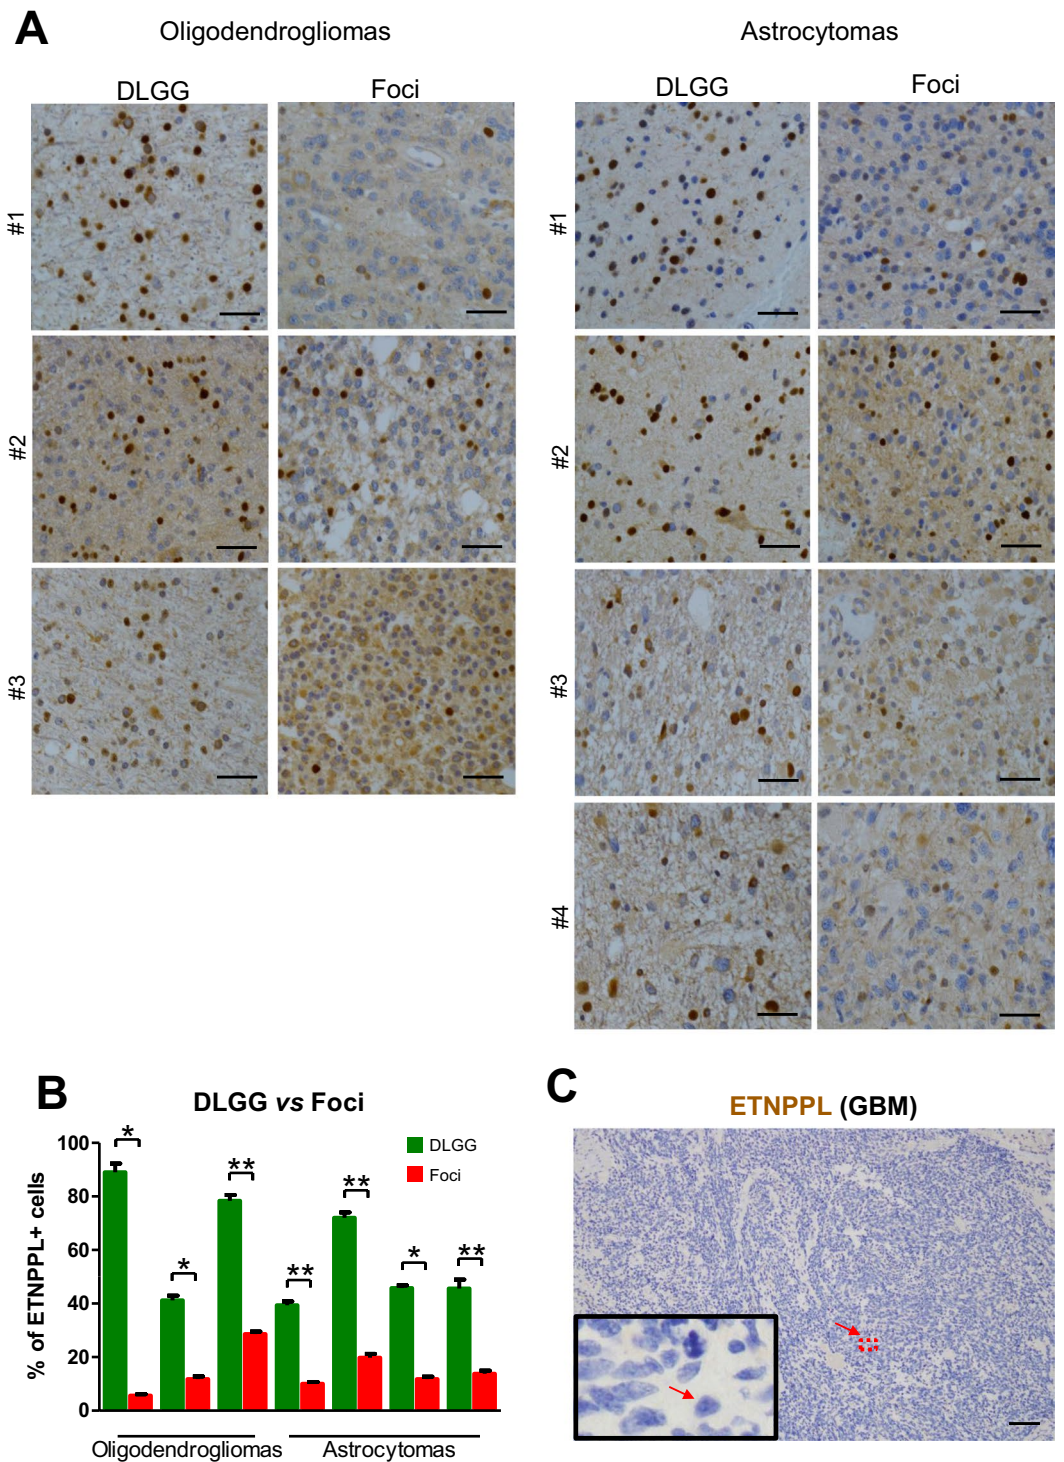 A
Oligodendrogliomas
Astrocytomas
DLGG
Foci
DLGG
Foci
#1
#1
#2
#2
#3
#3
#4
B
DLGG vs Foci
% of ETNPPL+ cells
100
80
60
40
20
0
*
*
**
**
**
*
**
DLGG
Foci
Oligodendrogliomas
Astrocytomas
C
ETNPPL (GBM)